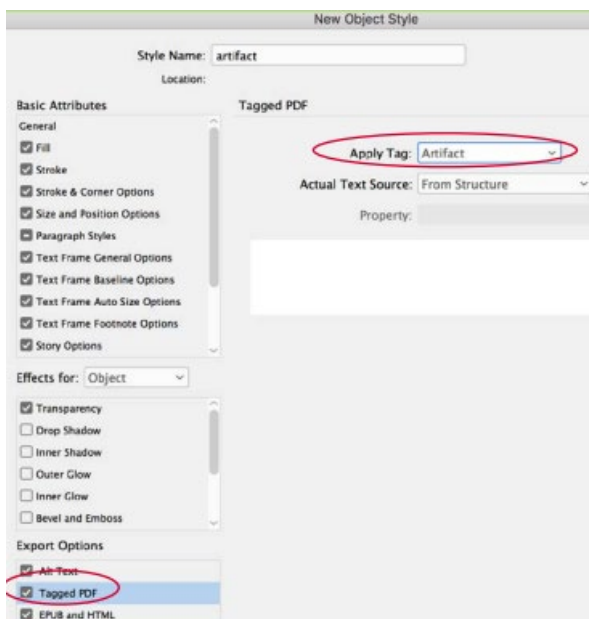 New Object Style
Style Name: artifact
Location:
Basic Attributes
General
Fill
Stroke
Stroke & Corner Options
Size and Position Options
Paragraph Styles
Text Frame General Options
Text Frame Baseline Options
Text Frame Auto Size Options
Text Frame Footnote Options
Story Options
Effects for: Object
Transparency
Drop Shadow
Inner Shadow
Outer Glow
Inner Glow
Bevel and Emboss
Export Options
Alt Text
Tagged PDF
EPUB and HTML
Tagged PDF
Apply Tag: Artifact
Actual Text Source: From Structure
Property: